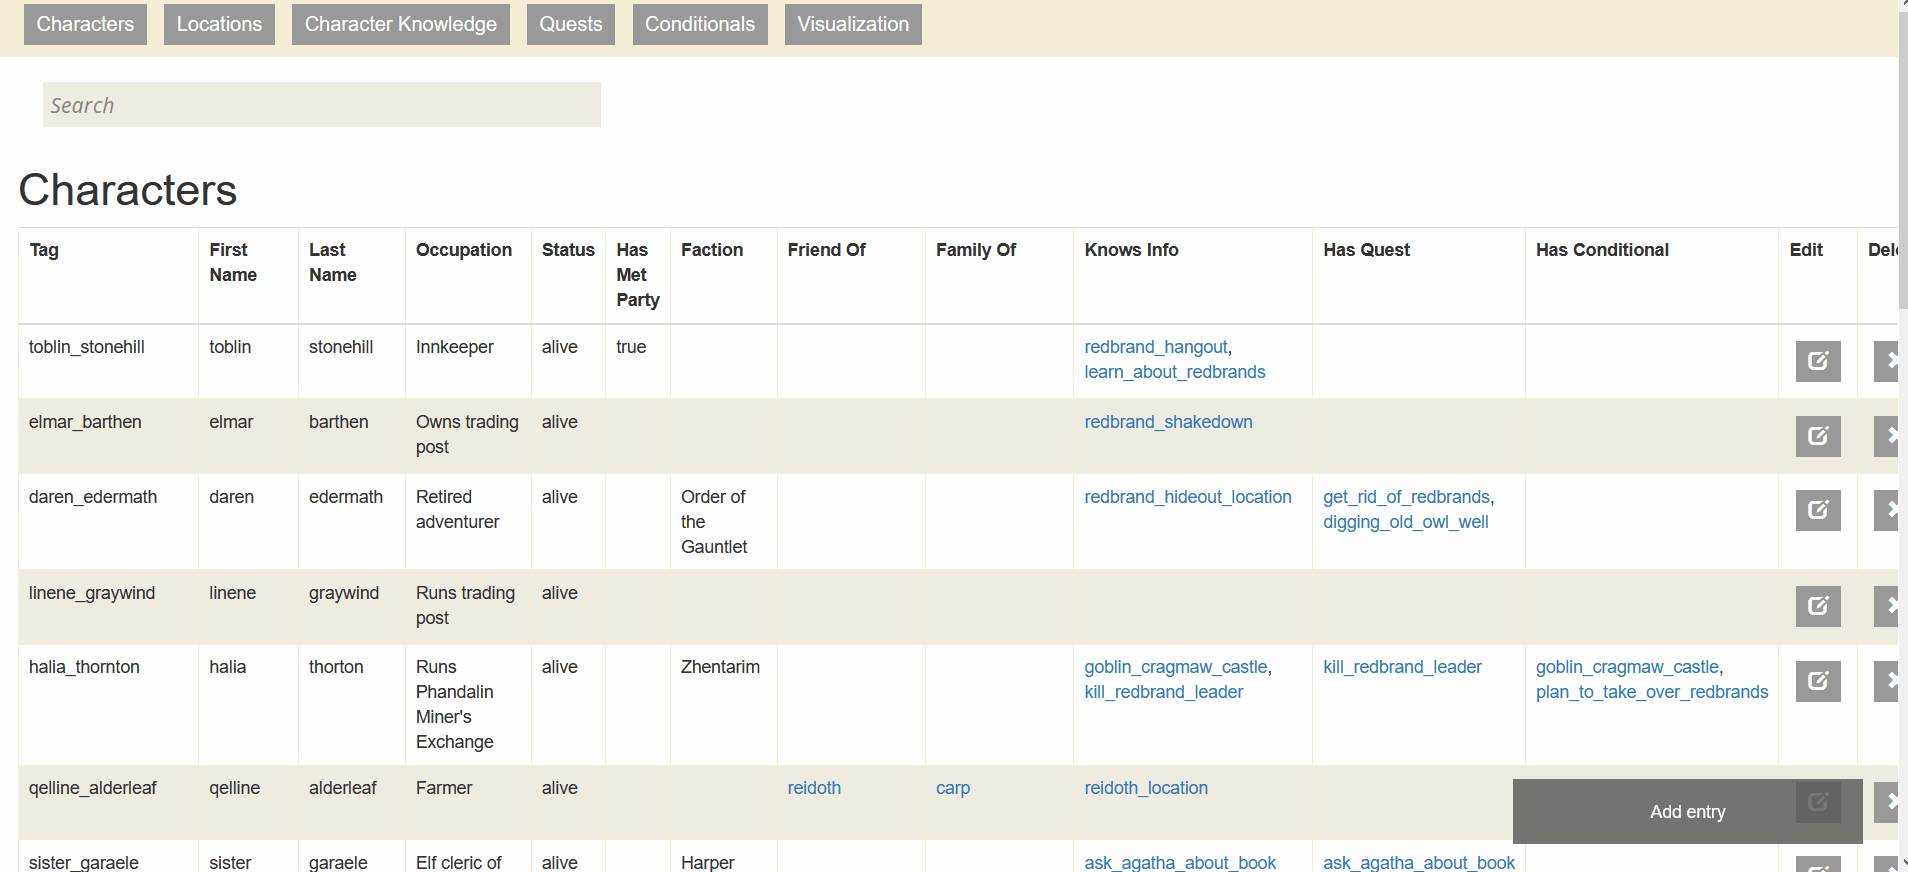 Characters Locations Character Knowledge Quests Conditionals Visualization
Search
Characters
Tag First Name Last Name Occupation Status Has Met Party Faction Friend Of Family Of Knows Info Has Quest Has Conditional Edit
toblin_stonehill toblin stonehill Innkeeper alive true redbrand_hangout,
learn_about_redbrands
elmar_barthen elmar barthen Owns trading post alive redbrand_shakedown
daren_edermath daren edermath Retired adventurer alive Order of the Gauntlet redbrand_hideout_location get_rid_of_redbrands,
digging_old_owl_well
linene_graywind linene graywind Runs trading post alive
halia_thornton halia thorton Runs Phandalin Miner's Exchange alive Zhentarim goblin_cragmaw_castle, kill_redbrand_leader kill_redbrand_leader goblin_cragmaw_castle, plan_to_take_over_redbrands
qelline_alderleaf qelline alderleaf Farmer alive reidoth carp reidoth_location
Add entry
sister_garaele sister garaele Elf cleric of alive Harper ask_agatha_about_book ask_agatha_about_book